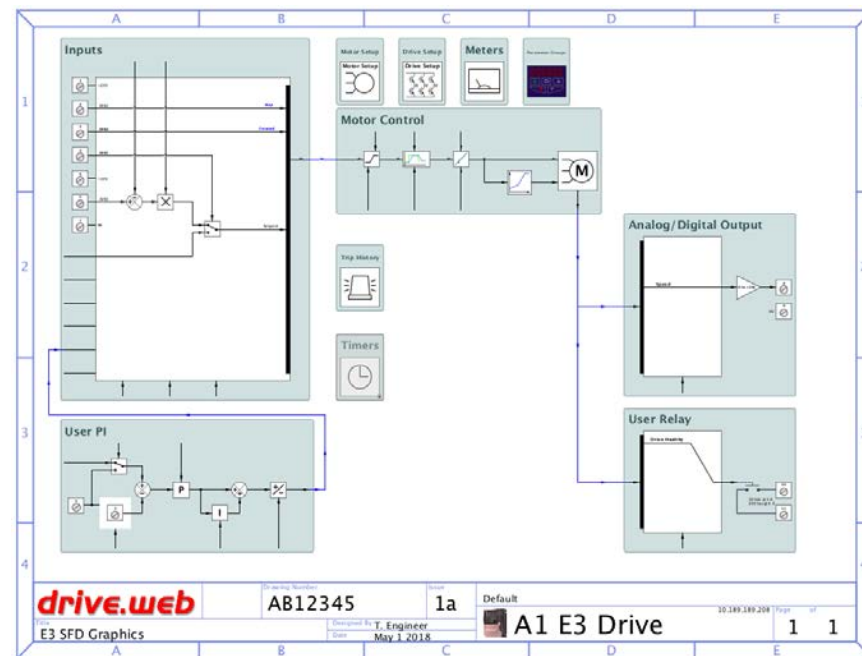 A B C D E
1
2
3
4
Inputs
Motor Setup
Motor Setup
Drive Setup
Drive Setup
Meters
Motor Control
M
Trip History
Timers
Analog/Digital Output
Speed
User Relay
Drive Healthy
User PI
P
I
drive.web
Drawing Number
AB12345
Issue
1a
Title
E3 SFD Graphics
Designed By T. Engineer
Date May 1 2018
Default
A1 E3 Drive
10.189.189.208
Page of
1 1
A B C D E